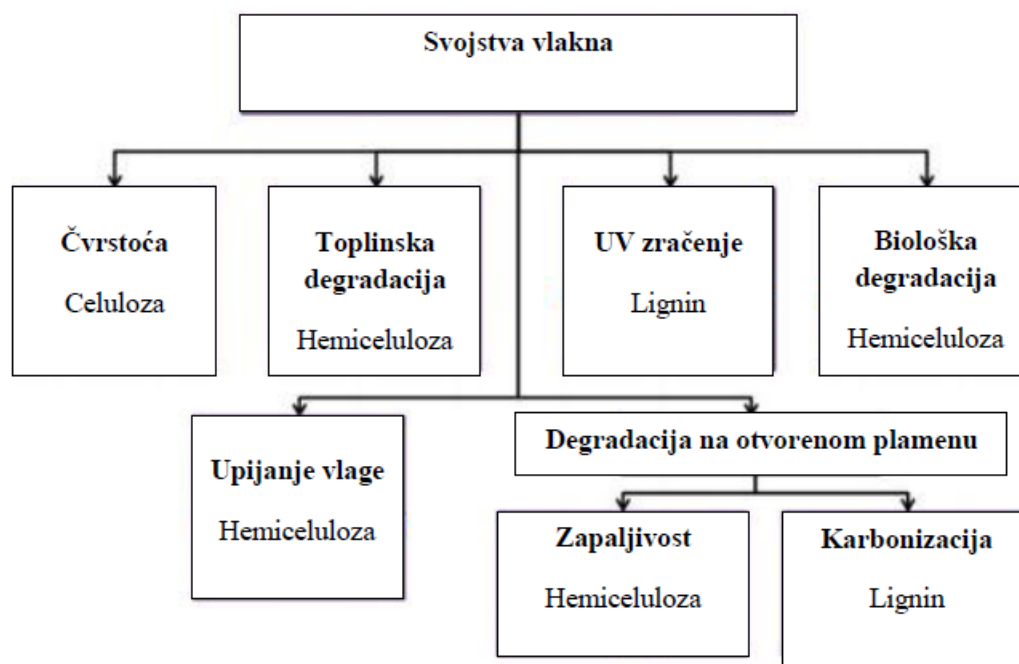 Svojstva vlakna
Čvrstoća
Celuloza
Toplinska
degradacija
Hemiceluloza
UV zračenje
Lignin
Biološka
degradacija
Hemiceluloza
Upijanje vlage
Hemiceluloza
Degradacija na otvorenom plamenu
Zapaljivost
Hemiceluloza
Karbonizacija
Lignin